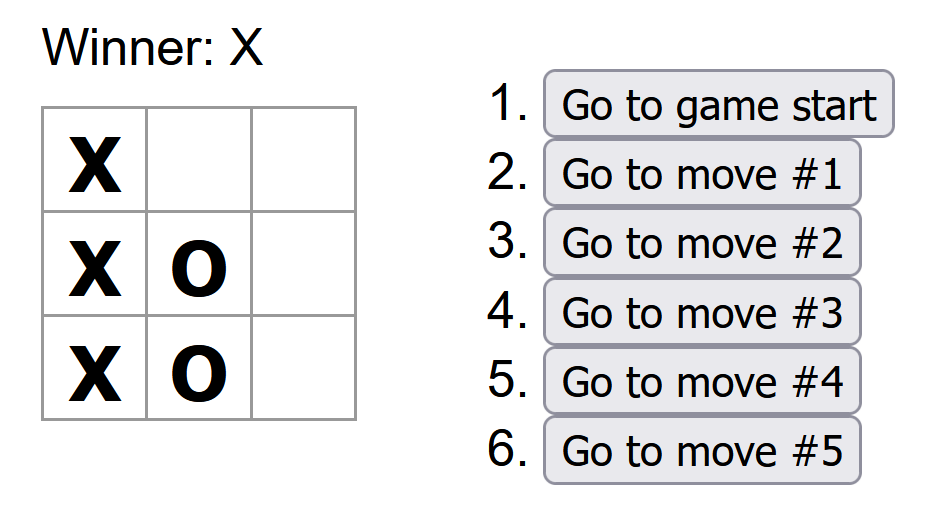 Winner: X
X
X O
X O
1. Go to game start
2. Go to move #1
3. Go to move #2
4. Go to move #3
5. Go to move #4
6. Go to move #5